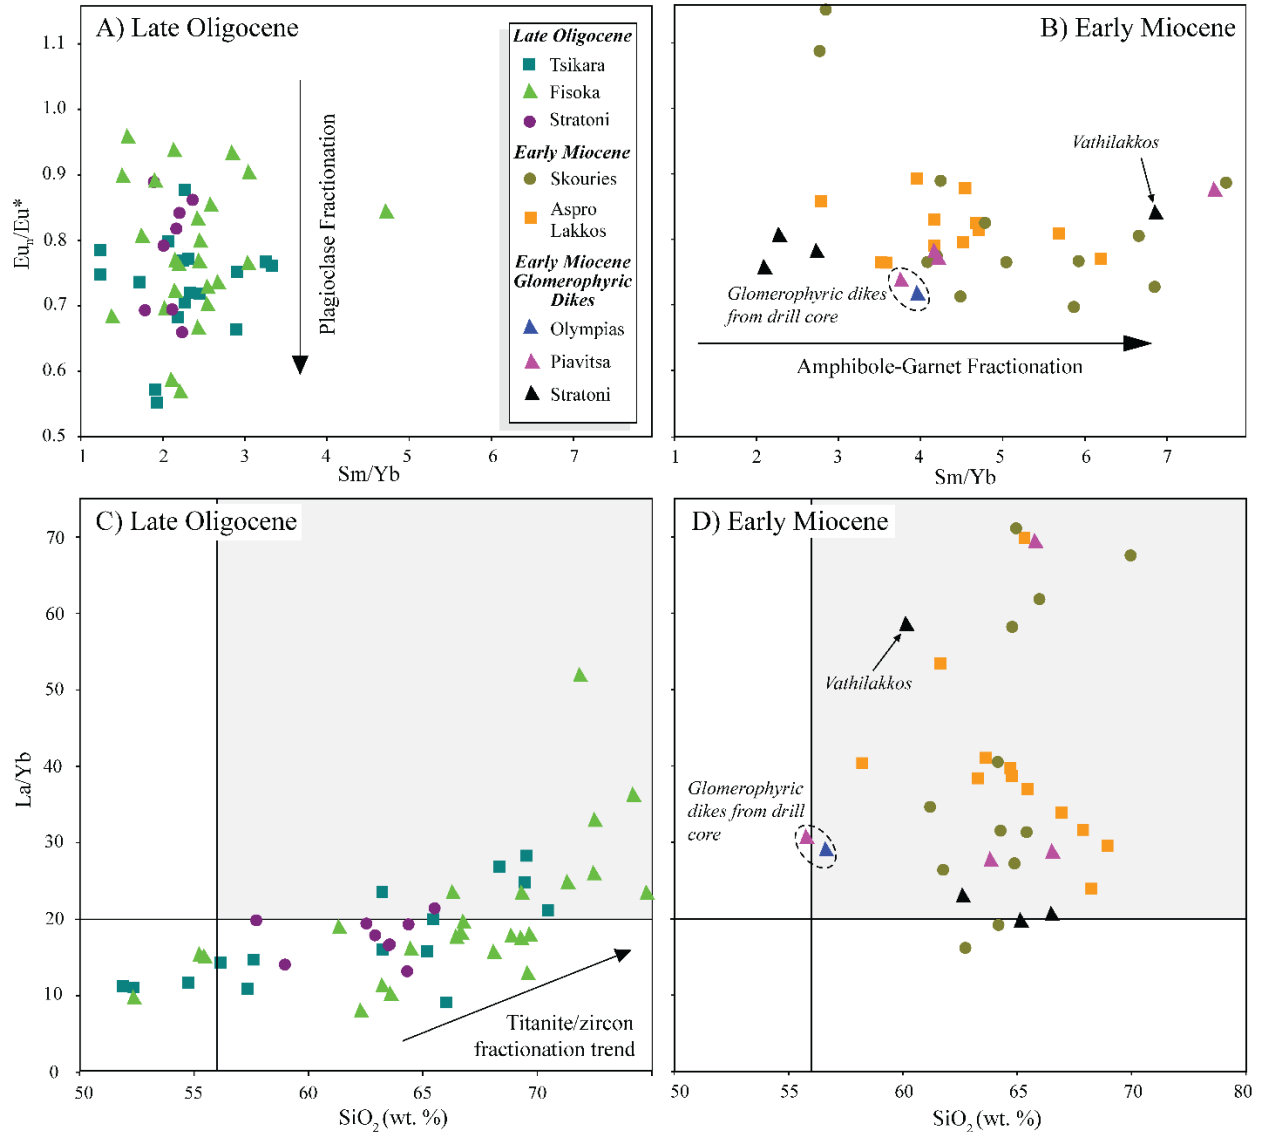 A) Late Oligocene
1.1
1.0
0.9
0.8
0.7
0.6
0.5
Eun/Eu*
Plagioclase Fractionation
Late Oligocene
Tsikara
Fisoka
Stratoni
Early Miocene
Skouries
Aspro
Lakkos
Early Miocene
Glomerophyric
Dikes
Olympias
Piavitsa
Stratoni
1 2 3 4 5 6 7
Sm/Yb
B) Early Miocene
Vathilakkos
Glomerophyric dikes
from drill core
Amphibole-Garnet Fractionation
1 2 3 4 5 6 7
Sm/Yb
C) Late Oligocene
70
60
50
40
30
20
10
0
La/Yb
Titanite/zircon
fractionation trend
50 55 60 65 70
SiO2 (wt. %)
D) Early Miocene
Vathilakkos
Glomerophyric
dikes from drill
core
50 55 60 65 70 80
SiO2 (wt. %)